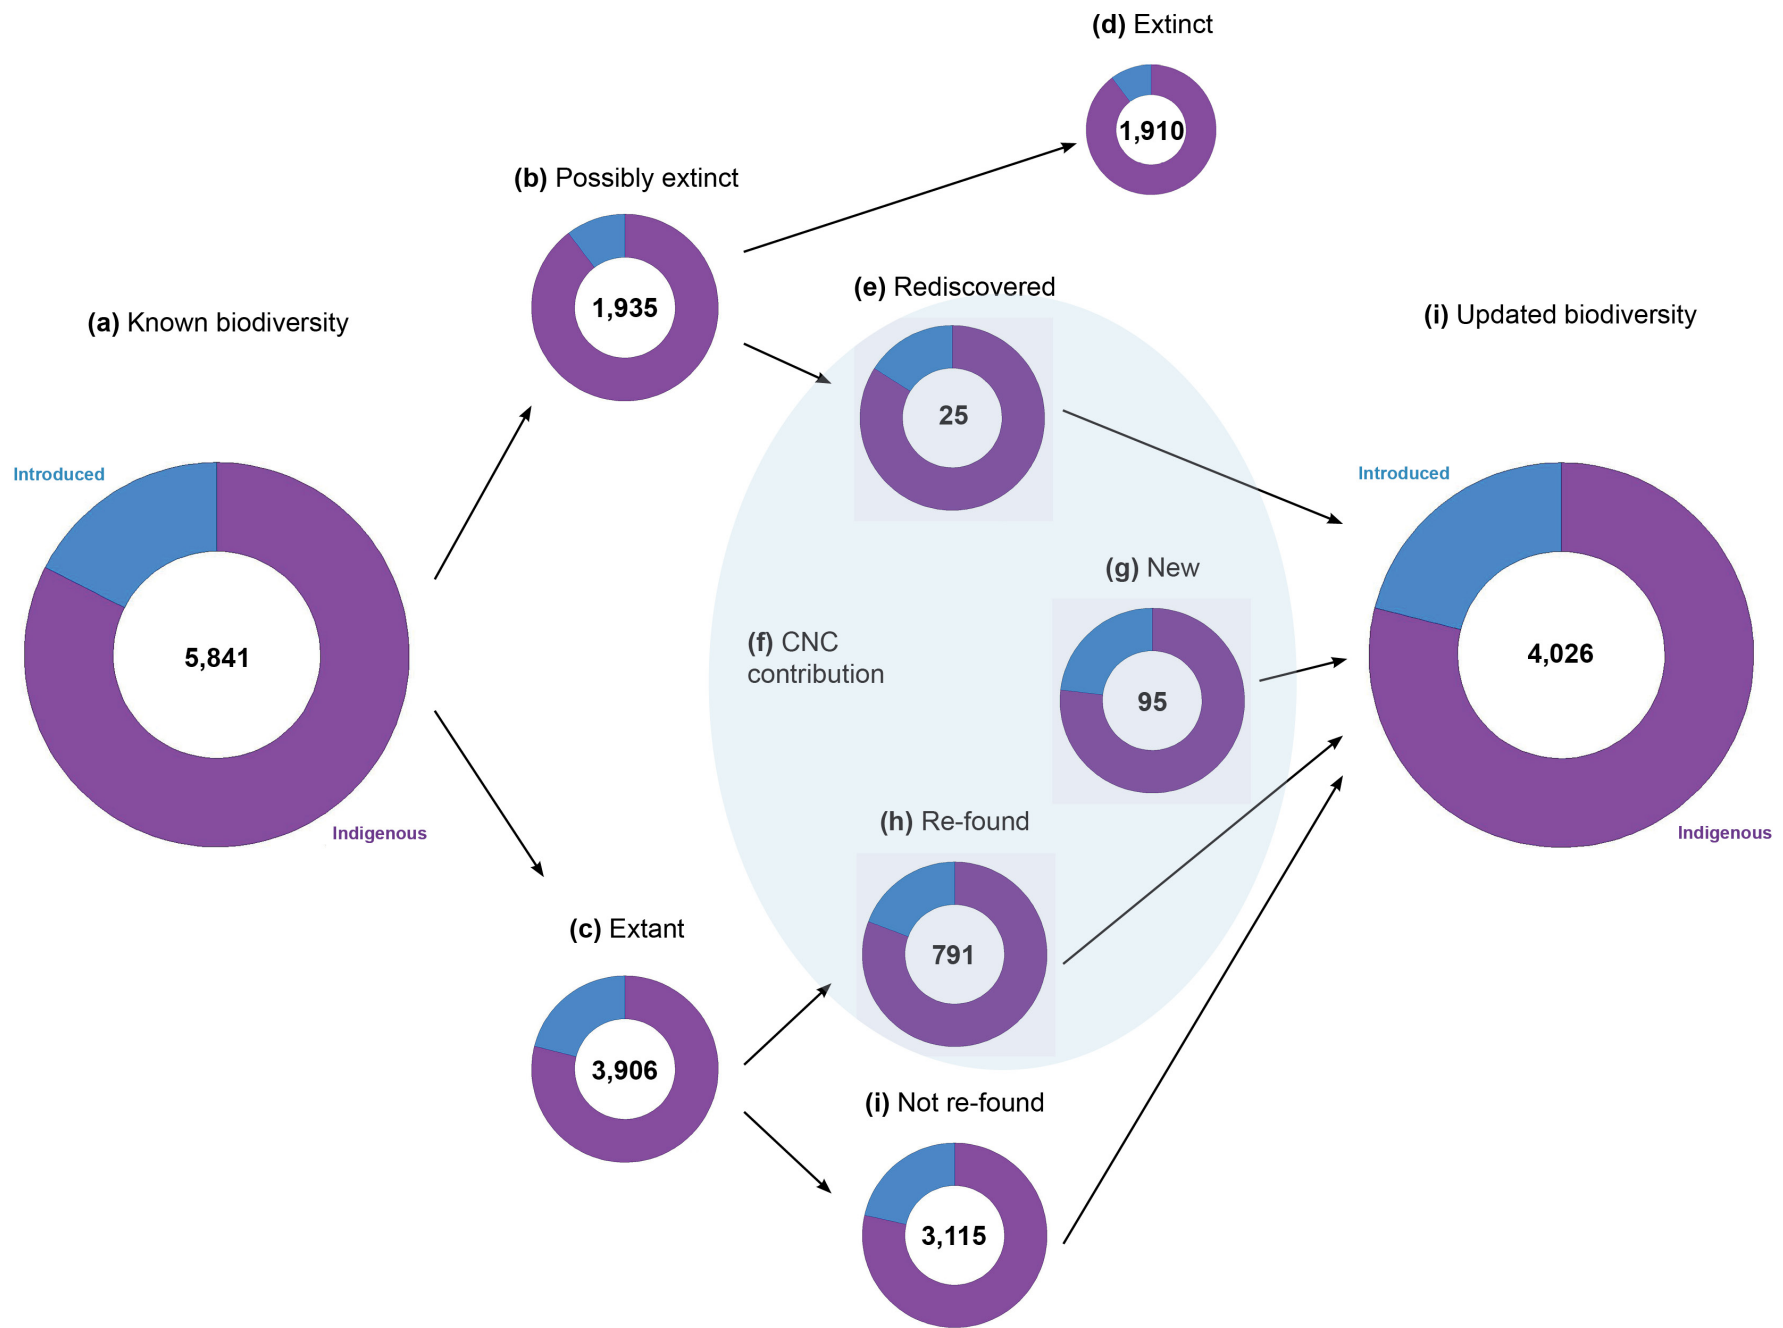 (d) Extinct
1,910
(b) Possibly extinct
1,935
(e) Rediscovered
25
(a) Known biodiversity
Introduced
5,841
Indigenous
(i) Updated biodiversity
Introduced
4,026
Indigenous
(g) New
95
(f) CNC
contribution
(h) Re-found
791
(c) Extant
3,906
(i) Not re-found
3,115